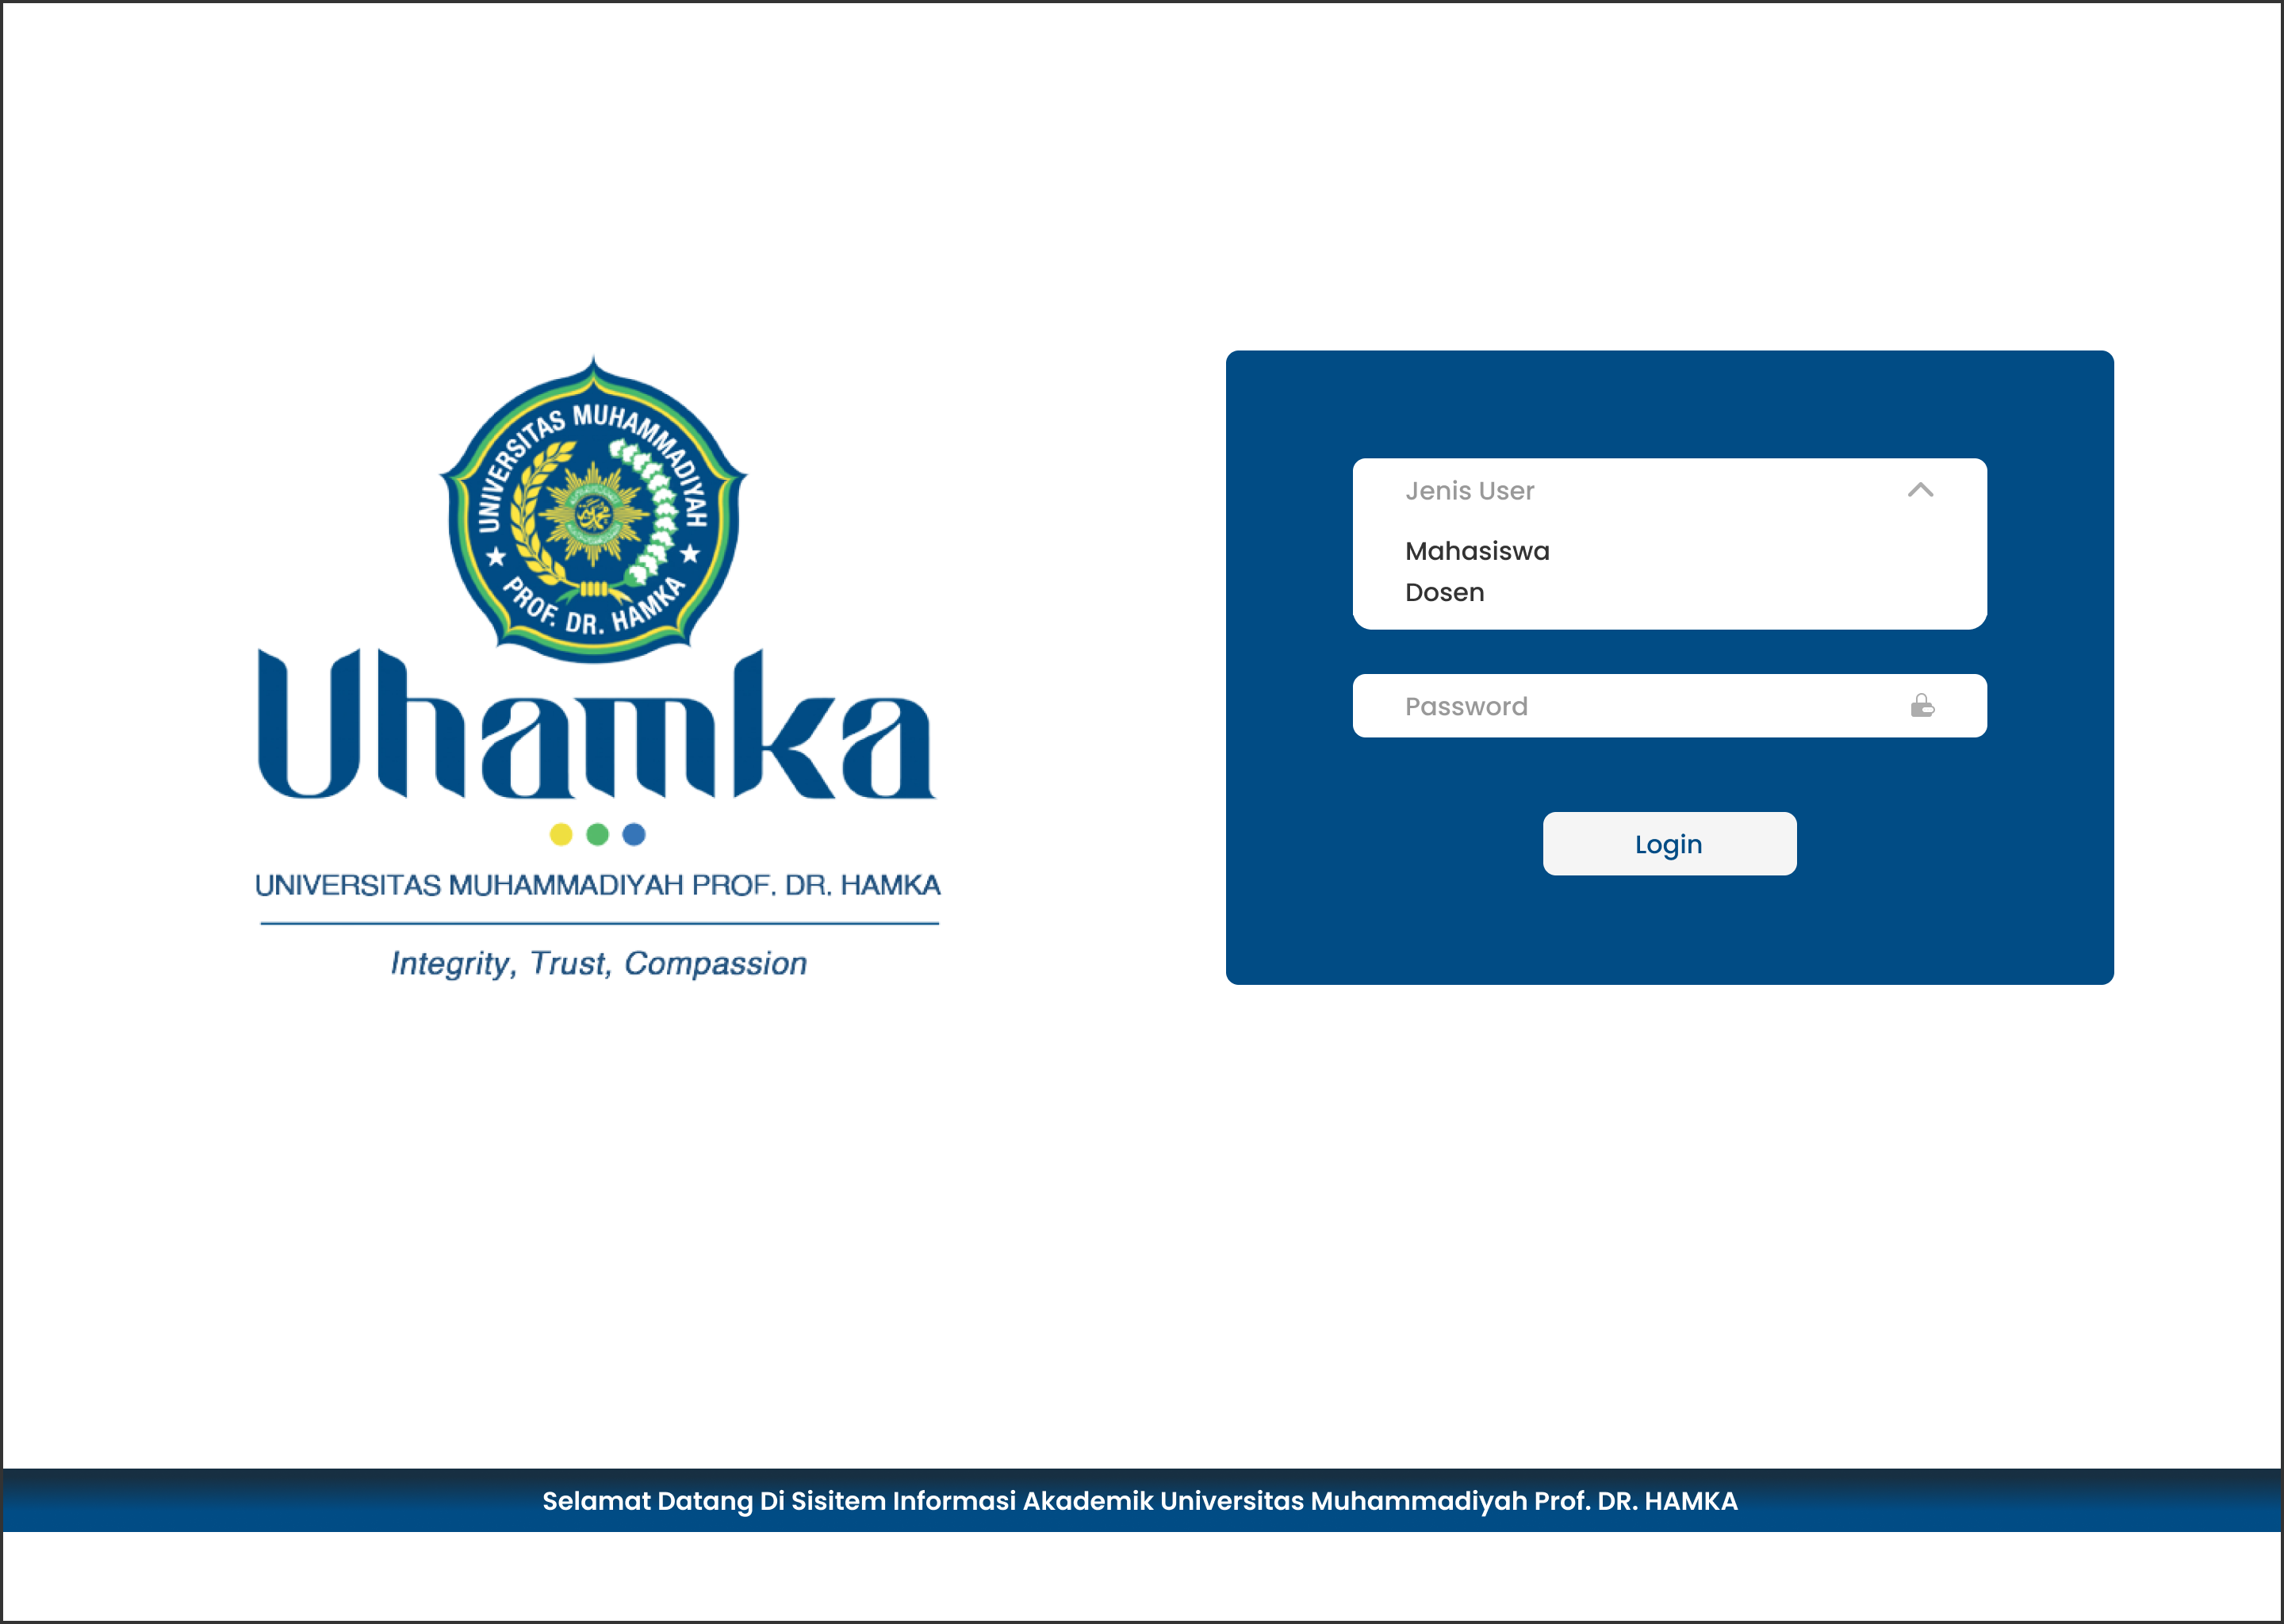 UNIVERSITAS MUHAMMADIYAH
PROF. DR. HAMKA
Uhamka
UNIVERSITAS MUHAMMADIYAH PROF. DR. HAMKA
Integrity, Trust, Compassion
Jenis User
Mahasiswa
Dosen
Password
Login
Selamat Datang Di Sisitem Informasi Akademik Universitas Muhammadiyah Prof. DR. HAMKA